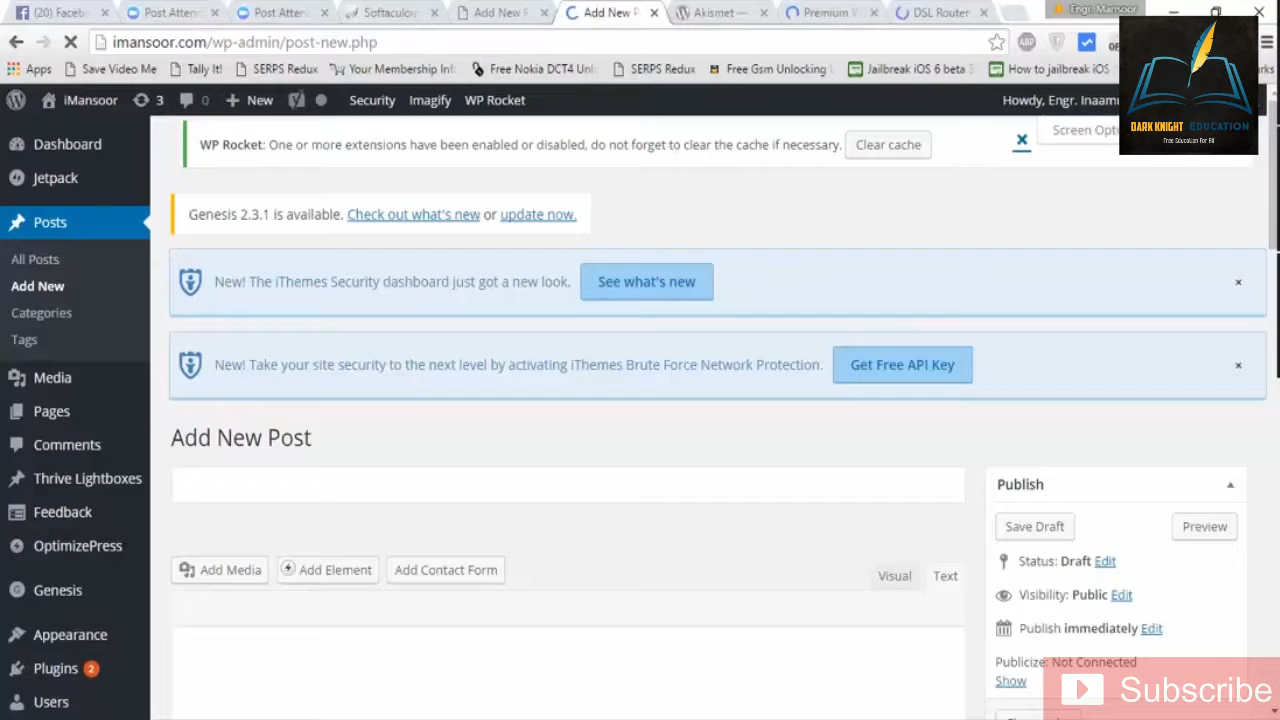 (20) Faceb
Post Attenn
Post Attens
Softaculou
Add New P
Add New P
Akismet —
Premium V
DSL Router
Engr. Mansoor
imansoor.com/wp-admin/post-new.php
ABP
Apps
Save Video Me
Tally It!
SERPS Redux
Your Membership Inf
Free Nokia DCT4 Unl
SERPS Redux
Free Gsm Unlocking
Jailbreak iOS 6 beta 3
How to jailbreak iOS
iMansoor
3
0
New
Security
Imagify
WP Rocket
Howdy, Engr. Inaam
DARK KNIGHT EDUCATION
Free Education For All
Dashboard
Jetpack
Posts
All Posts
Add New
Categories
Tags
Media
Pages
Comments
Thrive Lightboxes
Feedback
OptimizePress
Genesis
Appearance
Plugins 2
Users
Screen Opt
WP Rocket: One or more extensions have been enabled or disabled, do not forget to clear the cache if necessary. Clear cache
Genesis 2.3.1 is available. Check out what's new or update now.
New! The iThemes Security dashboard just got a new look. See what's new
New! Take your site security to the next level by activating iThemes Brute Force Network Protection. Get Free API Key
Add New Post
Add Media
Add Element
Add Contact Form
Visual
Text
Publish
Save Draft
Preview
Status: Draft Edit
Visibility: Public Edit
Publish immediately Edit
Publicize: Not Connected
Show
Subscribe